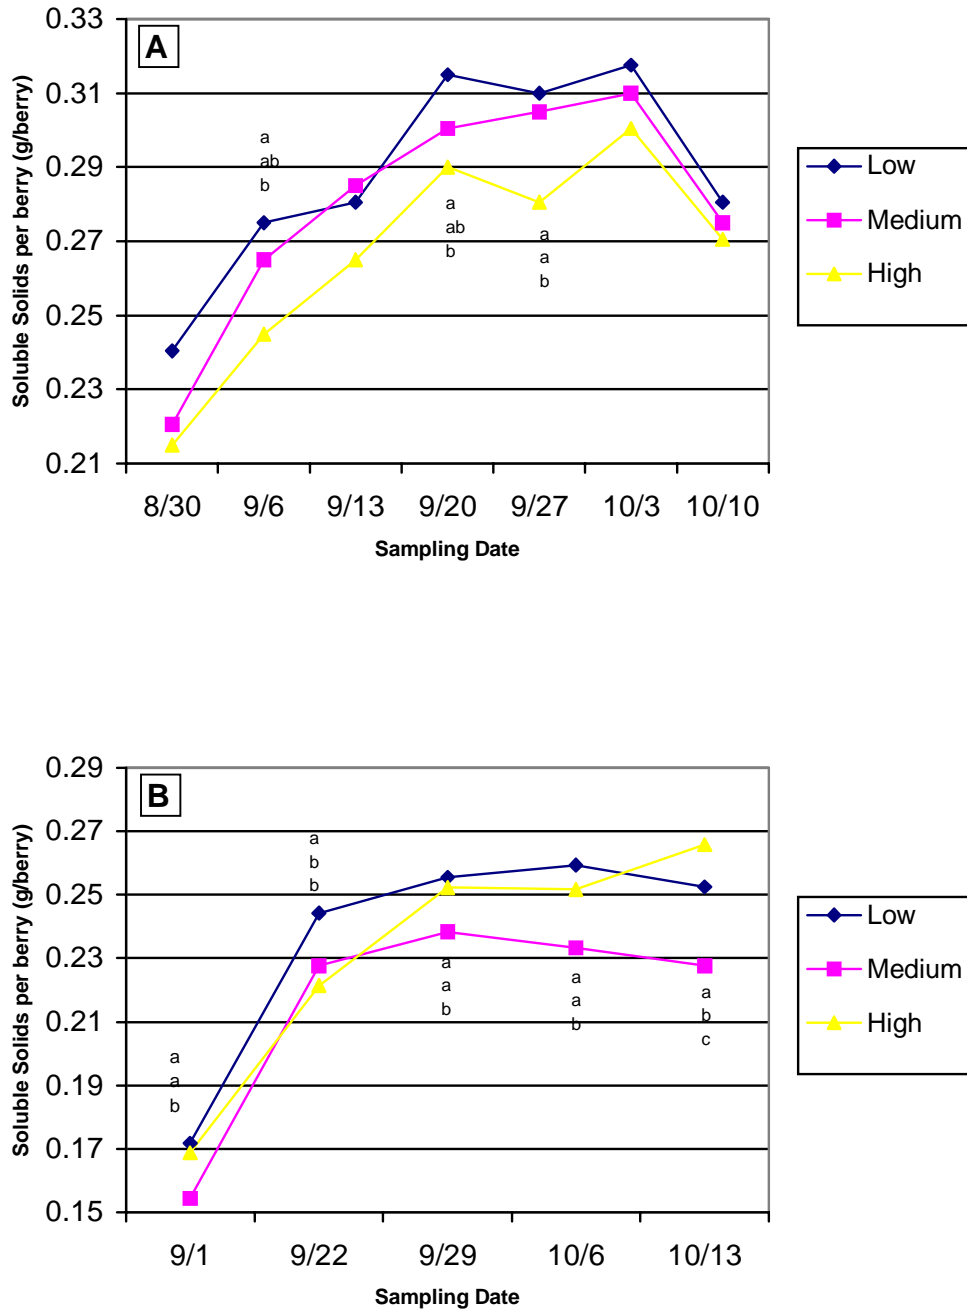 A
Soluble Solids per berry (g/berry)
0.33
0.31
0.29
0.27
0.25
0.23
0.21
a
ab
b
a
ab
b
a
a
b
8/30 9/6 9/13 9/20 9/27 10/3 10/10
Sampling Date
Low
Medium
High
B
Soluble Solids per berry (g/berry)
0.29
0.27
0.25
0.23
0.21
0.19
0.17
0.15
a
a
b
a
b
b
a
a
b
a
a
b
a
b
c
9/1 9/22 9/29 10/6 10/13
Sampling Date
Low
Medium
High